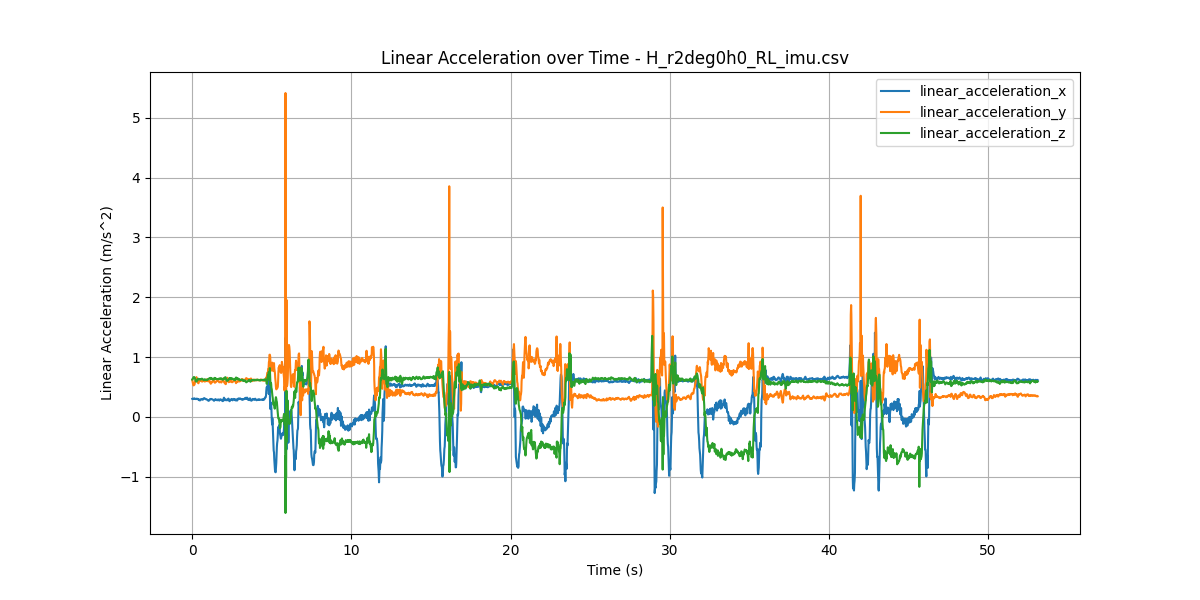 Linear Acceleration over Time - H_r2deg0h0_RL_imu.csv
linear_acceleration_x
linear_acceleration_y
linear_acceleration_z
Linear Acceleration (m/s^2)
5
4
3
2
1
0
−1
0 10 20 30 40 50
Time (s)